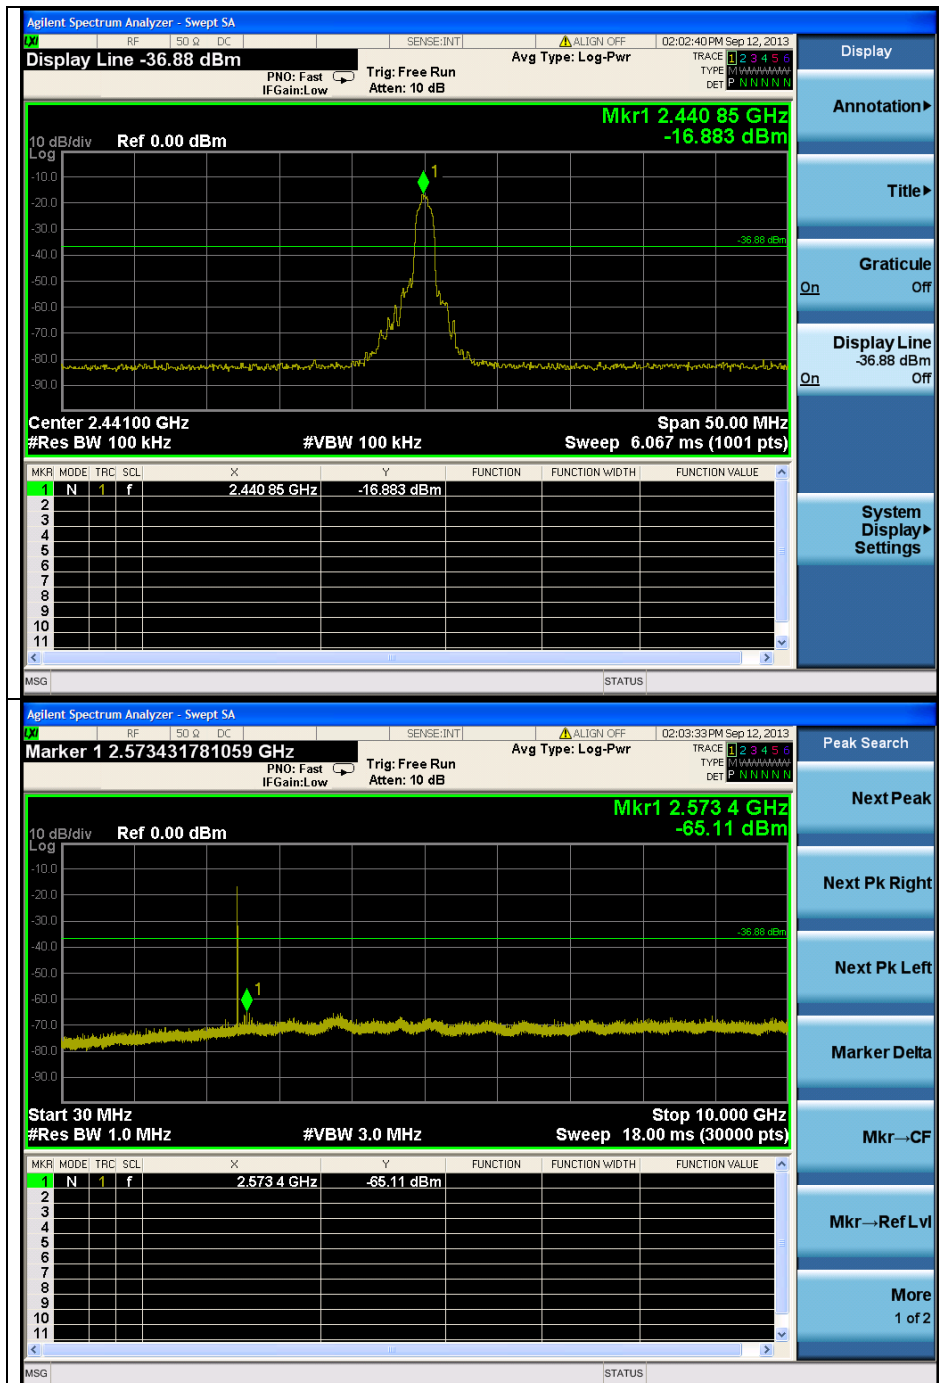 Agilent Spectrum Analyzer - Swept SA
LXI RF 50 Ω DC SENSE:INT ALIGN OFF 02:02:40 PM Sep 12, 2013
Display Line -36.88 dBm
Avg Type: Log-Pwr
TRACE 1 2 3 4 5 6
TYPE M
DET P N N N N N
PNO: Fast
IFGain:Low
Trig: Free Run
Atten: 10 dB
Mkr1 2.440 85 GHz
-16.883 dBm
10 dB/div Ref 0.00 dBm
Log
1
-10.0
-20.0
-30.0
-36.88 dBm
-40.0
-50.0
-60.0
-70.0
-80.0
-90.0
Center 2.44100 GHz Span 50.00 MHz
#Res BW 100 kHz #VBW 100 kHz Sweep 6.067 ms (1001 pts)
MKR MODE TRC SCL X Y FUNCTION FUNCTION WIDTH FUNCTION VALUE
1 N 1 f 2.440 85 GHz -16.883 dBm
2
3
4
5
6
7
8
9
10
11
MSG STATUS
Display
Annotation
Title
Graticule
On Off
Display Line
-36.88 dBm
On Off
System
Display
Settings
Agilent Spectrum Analyzer - Swept SA
LXI RF 50 Ω DC SENSE:INT ALIGN OFF 02:03:33 PM Sep 12, 2013
Marker 1 2.573431781059 GHz
Avg Type: Log-Pwr
TRACE 1 2 3 4 5 6
TYPE M
DET P N N N N N
PNO: Fast
IFGain:Low
Trig: Free Run
Atten: 10 dB
Mkr1 2.573 4 GHz
-65.11 dBm
10 dB/div Ref 0.00 dBm
Log
-10.0
-20.0
-30.0
-36.88 dBm
-40.0
-50.0
1
-60.0
-70.0
-80.0
-90.0
Start 30 MHz Stop 10.000 GHz
#Res BW 1.0 MHz #VBW 3.0 MHz Sweep 18.00 ms (30000 pts)
MKR MODE TRC SCL X Y FUNCTION FUNCTION WIDTH FUNCTION VALUE
1 N 1 f 2.573 4 GHz -65.11 dBm
2
3
4
5
6
7
8
9
10
11
MSG STATUS
Peak Search
Next Peak
Next Pk Right
Next Pk Left
Marker Delta
Mkr→CF
Mkr→Ref Lvl
More
1 of 2